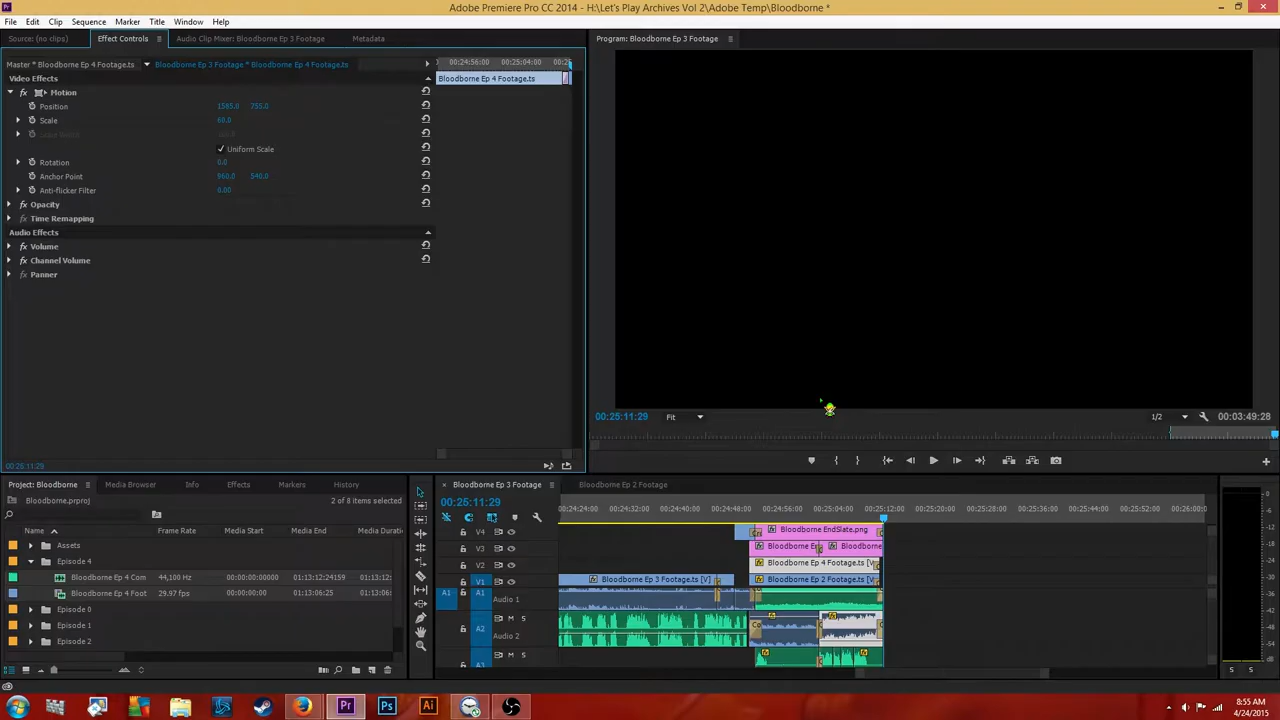 Adobe Premiere Pro CC 2014 - H:\Let's Play Archives Vol 2\Adobe Temp\Bloodborne *
File Edit Clip Sequence Marker Title Window Help
Source: (no clips) Effect Controls Audio Clip Mixer: Bloodborne Ep 3 Footage Metadata
Program: Bloodborne Ep 3 Footage
Master * Bloodborne Ep 4 Footage.ts Bloodborne Ep 3 Footage * Bloodborne Ep 4 Footage.ts
00:24:56:00 00:25:04:00 00:25
Video Effects
Bloodborne Ep 4 Footage.ts
fx Motion
Position 1585.0 755.0
Scale 60.0
Uniform Scale
Rotation 0.0
Anchor Point 960.0 540.0
Anti-flicker Filter 0.00
fx Opacity
fx Time Remapping
Audio Effects
fx Volume
fx Channel Volume
fx Panner
00:25:11:29 Fit 1/2 00:03:49:28
Project: Bloodborne Media Browser Info Effects Markers History
Bloodborne.prproj 2 of 8 items selected
Name Frame Rate Media Start Media End Media Duratio
Assets
Episode 4
Bloodborne Ep 4 Com 44,100 Hz 00:00:00:00000 01:13:12:24159 01:13:12:
Bloodborne Ep 4 Foot 29.97 fps 00:00:00:00 01:13:06:25 01:13:06:
Episode 0
Episode 1
Episode 2
Bloodborne Ep 3 Footage Bloodborne Ep 2 Footage
00:25:11:29
00:24:24:00 00:24:32:00 00:24:40:00 00:24:48:00 00:24:56:00 00:25:04:00 00:25:12:00 00:25:20:00 00:25:28:00 00:25:36:00 00:25:44:00 00:25:52:00 00:26:00:00
V4 Bloodborne EndSlate.png
V3 Bloodborne E Bloodborne
V2 Bloodborne Ep 4 Footage.ts [V]
V1 Bloodborne Ep 3 Footage.ts [V] Bloodborne Ep 2 Footage.ts [V]
A1 A1 Audio 1
A2 M S
Audio 2
A3 M S
0
S S
8:55 AM
4/24/2015